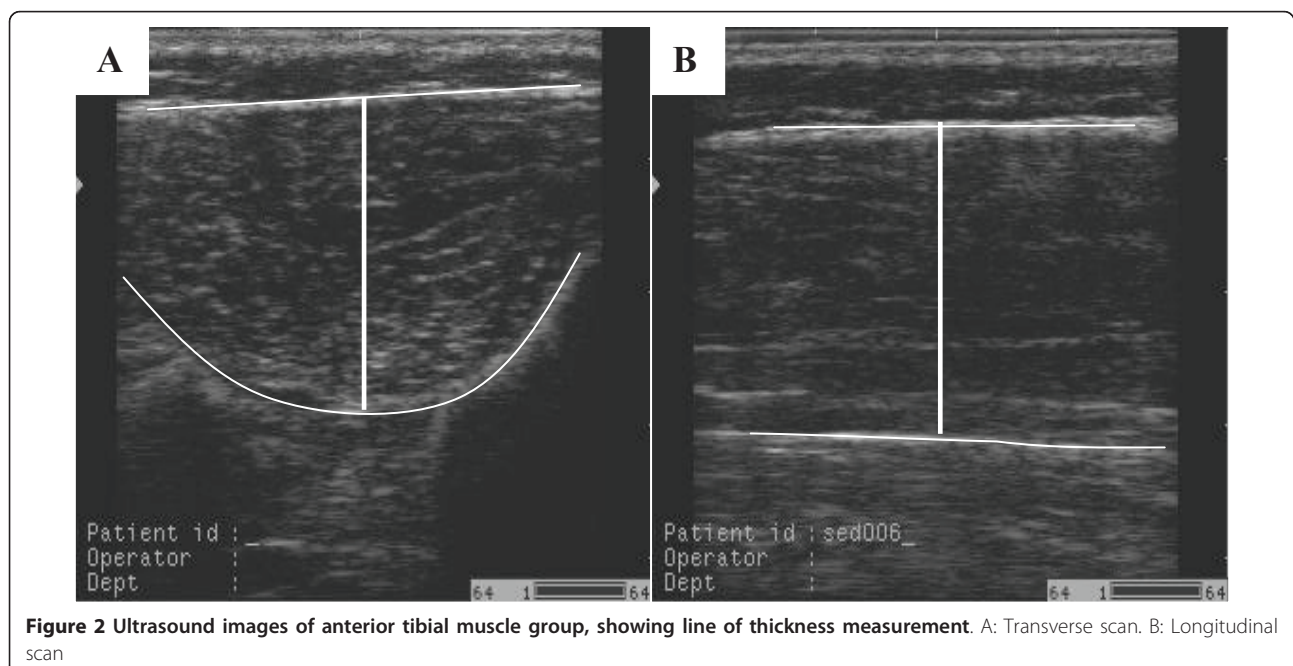 A
B
Patient id :_
Operator :
Dept :
64 1 64
Patient id :sed006_
Operator :
Dept :
64 1 64
Figure 2 Ultrasound images of anterior tibial muscle group, showing line of thickness measurement. A: Transverse scan. B: Longitudinal
scan